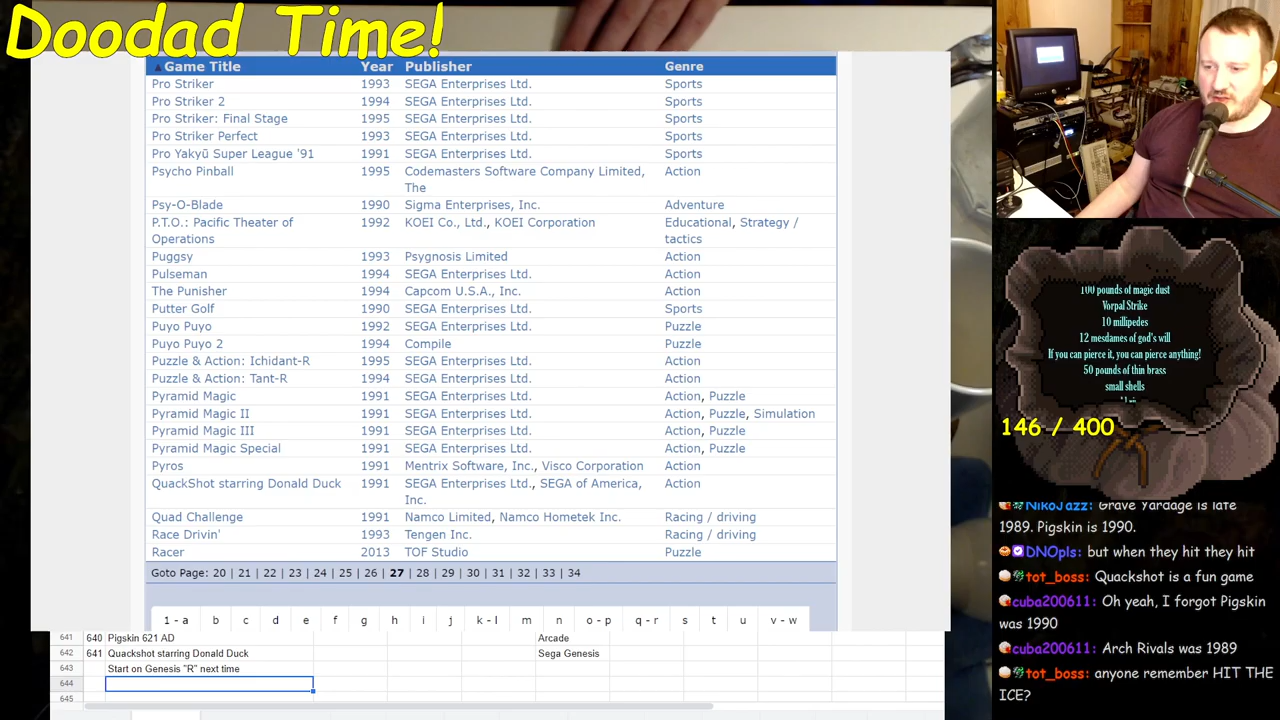 Doodad Time!
▲Game Title Year Publisher Genre
Pro Striker 1993 SEGA Enterprises Ltd. Sports
Pro Striker 2 1994 SEGA Enterprises Ltd. Sports
Pro Striker: Final Stage 1995 SEGA Enterprises Ltd. Sports
Pro Striker Perfect 1993 SEGA Enterprises Ltd. Sports
Pro Yakyū Super League '91 1991 SEGA Enterprises Ltd. Sports
Psycho Pinball 1995 Codemasters Software Company Limited, Action
The
Psy-O-Blade 1990 Sigma Enterprises, Inc. Adventure
P.T.O.: Pacific Theater of 1992 KOEI Co., Ltd., KOEI Corporation Educational, Strategy /
Operations tactics
Puggsy 1993 Psygnosis Limited Action
Pulseman 1994 SEGA Enterprises Ltd. Action
The Punisher 1994 Capcom U.S.A., Inc. Action
Putter Golf 1990 SEGA Enterprises Ltd. Sports
Puyo Puyo 1992 SEGA Enterprises Ltd. Puzzle
Puyo Puyo 2 1994 Compile Puzzle
Puzzle & Action: Ichidant-R 1995 SEGA Enterprises Ltd. Action
Puzzle & Action: Tant-R 1994 SEGA Enterprises Ltd. Action
Pyramid Magic 1991 SEGA Enterprises Ltd. Action, Puzzle
Pyramid Magic II 1991 SEGA Enterprises Ltd. Action, Puzzle, Simulation
Pyramid Magic III 1991 SEGA Enterprises Ltd. Action, Puzzle
Pyramid Magic Special 1991 SEGA Enterprises Ltd. Action, Puzzle
Pyros 1991 Mentrix Software, Inc., Visco Corporation Action
QuackShot starring Donald Duck 1991 SEGA Enterprises Ltd., SEGA of America, Action
Inc.
Quad Challenge 1991 Namco Limited, Namco Hometek Inc. Racing / driving
Race Drivin' 1993 Tengen Inc. Racing / driving
Racer 2013 TOF Studio Puzzle
Goto Page: 20 | 21 | 22 | 23 | 24 | 25 | 26 | 27 | 28 | 29 | 30 | 31 | 32 | 33 | 34
1 - a b c d e f g h i j k - l m n o - p q - r s t u v - w
641 640 Pigskin 621 AD Arcade
642 641 Quackshot starring Donald Duck Sega Genesis
643 Start on Genesis "R" next time
644
645
100 pounds of magic dust
Vorpal Strike
10 millipedes
12 mesdames of god's will
If you can pierce it, you can pierce anything!
50 pounds of thin brass
small shells
146 / 400
NikoJazz: Grave Yardage is late
1989. Pigskin is 1990.
DNOpls: but when they hit they hit
tot_boss: Quackshot is a fun game
cuba200611: Oh yeah, I forgot Pigskin
was 1990
cuba200611: Arch Rivals was 1989
tot_boss: anyone remember HIT THE
ICE?